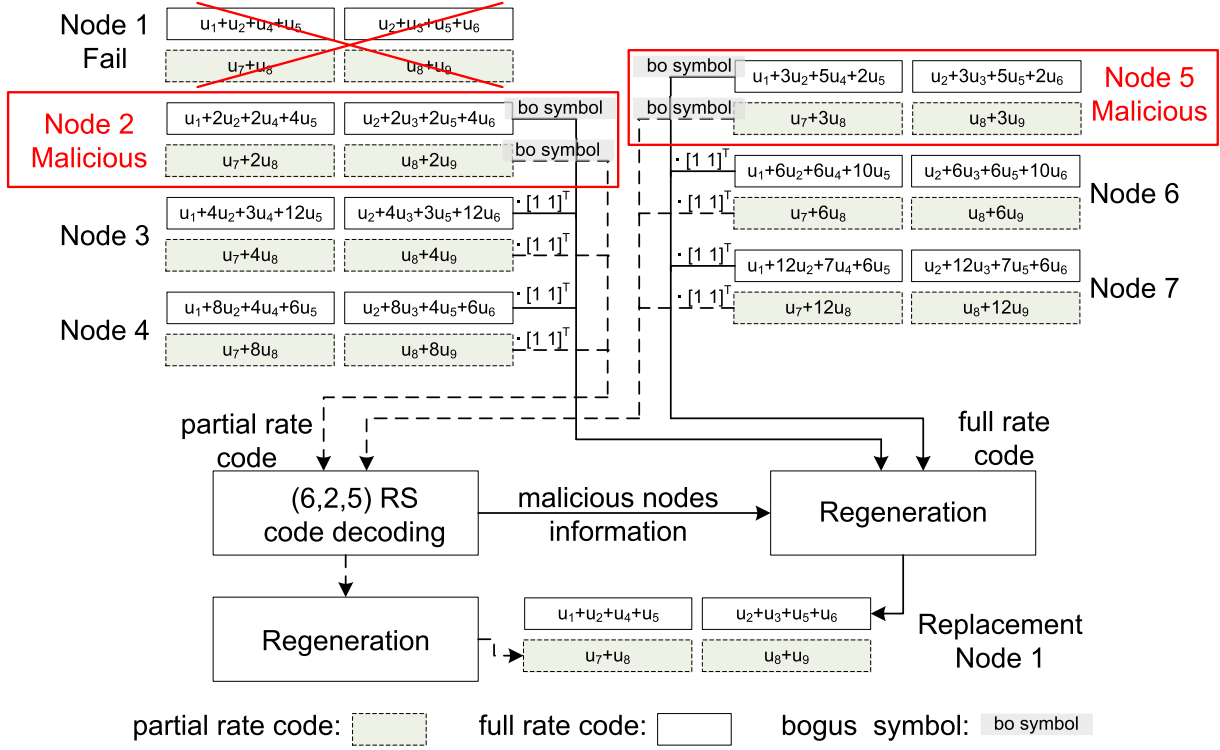 Node 1
Fail
u₁+u₂+u₄+u₅
u₂+u₃+u₅+u₆
u₇+u₈
u₈+u₉
Node 2
Malicious
u₁+2u₂+2u₄+4u₅
u₂+2u₃+2u₅+4u₆
bo symbol
u₇+2u₈
u₈+2u₉
bo symbol
Node 3
u₁+4u₂+3u₄+12u₅
u₂+4u₃+3u₅+12u₆
· [1 1]ᵀ
u₇+4u₈
u₈+4u₉
· [1 1]ᵀ
Node 4
u₁+8u₂+4u₄+6u₅
u₂+8u₃+4u₅+6u₆
· [1 1]ᵀ
u₇+8u₈
u₈+8u₉
· [1 1]ᵀ
bo symbol
u₁+3u₂+5u₄+2u₅
u₂+3u₃+5u₅+2u₆
Node 5
Malicious
bo symbol
u₇+3u₈
u₈+3u₉
· [1 1]ᵀ
u₁+6u₂+6u₄+10u₅
u₂+6u₃+6u₅+10u₆
Node 6
· [1 1]ᵀ
u₇+6u₈
u₈+6u₉
· [1 1]ᵀ
u₁+12u₂+7u₄+6u₅
u₂+12u₃+7u₅+6u₆
Node 7
· [1 1]ᵀ
u₇+12u₈
u₈+12u₉
partial rate
code
full rate
code
(6,2,5) RS
code decoding
malicious nodes
information
Regeneration
Regeneration
u₁+u₂+u₄+u₅
u₂+u₃+u₅+u₆
u₇+u₈
u₈+u₉
Replacement
Node 1
partial rate code:
full rate code:
bogus symbol:
bo symbol